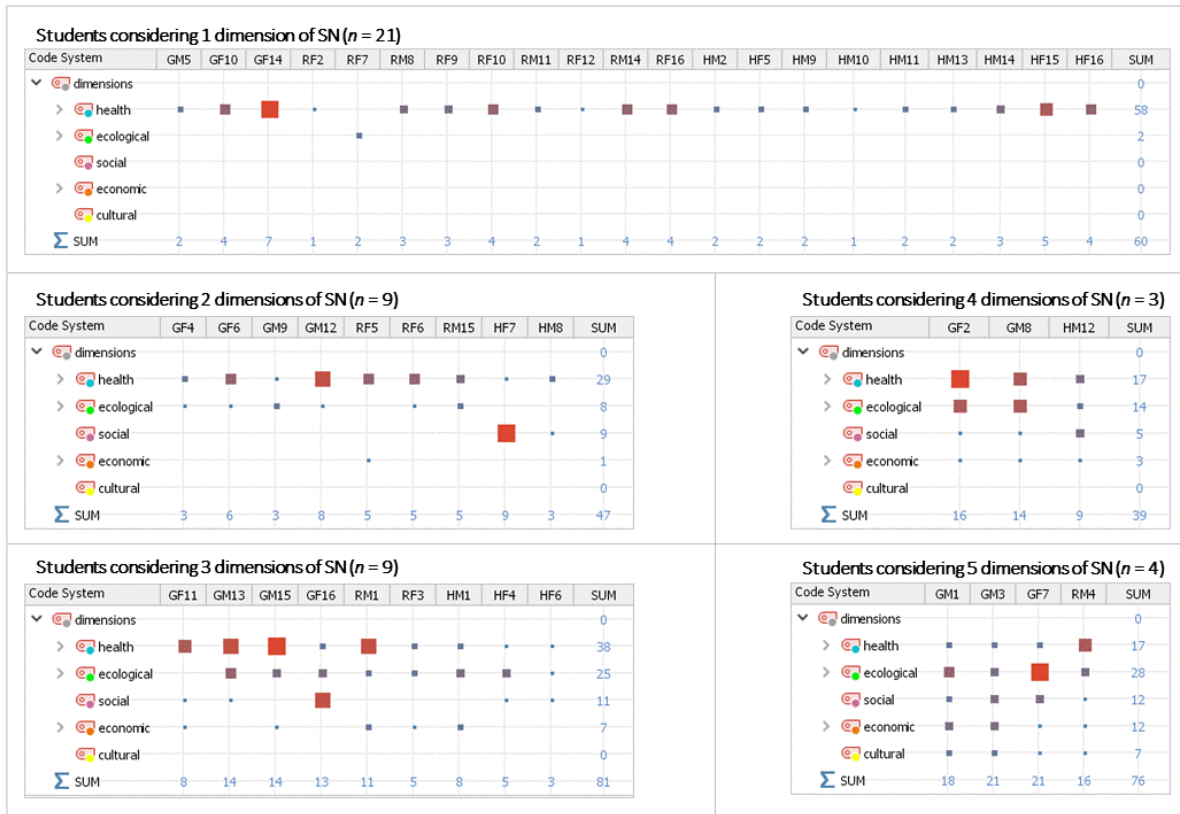 Students considering 1 dimension of SN (n = 21)
Code System GM5 GF10 GF14 RF2 RF7 RM8 RF9 RF10 RM11 RF12 RM14 RF16 HM2 HF5 HM9 HM10 HM11 HM13 HM14 HF15 HF16 SUM
dimensions 0
health 58
ecological 2
social 0
economic 0
cultural 0
Σ SUM 2 4 7 1 2 3 3 4 2 1 4 4 2 2 2 1 2 2 3 5 4 60
Students considering 2 dimensions of SN (n = 9)
Code System GF4 GF6 GM9 GM12 RF5 RF6 RM15 HF7 HM8 SUM
dimensions 0
health 29
ecological 8
social 9
economic 1
cultural 0
Σ SUM 3 6 3 8 5 5 5 9 3 47
Students considering 4 dimensions of SN (n = 3)
Code System GF2 GM8 HM12 SUM
dimensions 0
health 17
ecological 14
social 5
economic 3
cultural 0
Σ SUM 16 14 9 39
Students considering 3 dimensions of SN (n = 9)
Code System GF11 GM13 GM15 GF16 RM1 RF3 HM1 HF4 HF6 SUM
dimensions 0
health 38
ecological 25
social 11
economic 7
cultural 0
Σ SUM 8 14 14 13 11 5 8 5 3 81
Students considering 5 dimensions of SN (n = 4)
Code System GM1 GM3 GF7 RM4 SUM
dimensions 0
health 17
ecological 28
social 12
economic 12
cultural 7
Σ SUM 18 21 21 16 76